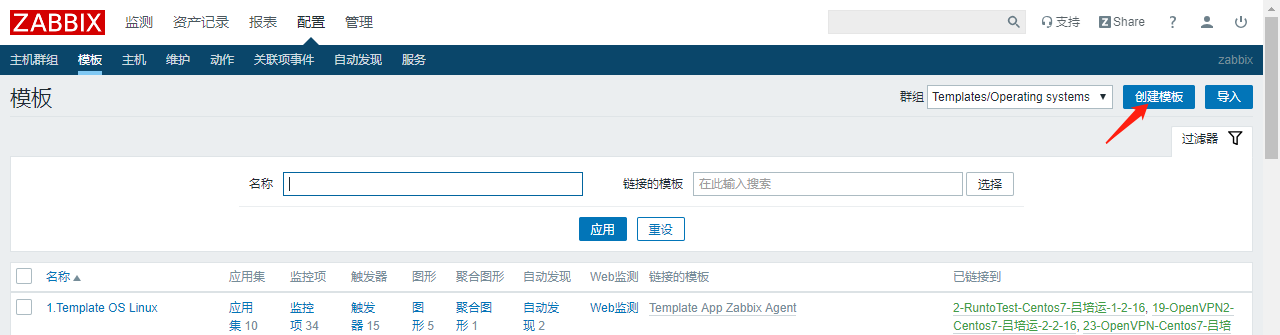 ZABBIX 监测 资产记录 报表 配置 管理 支持 Z Share ?
主机群组 模板 主机 维护 动作 关联项事件 自动发现 服务 zabbix
模板 群组 Templates/Operating systems 创建模板 导入
过滤器
名称 链接的模板 在此输入搜索 选择
应用 重设
名称 应用集 监控项 触发器 图形 聚合图形 自动发现 Web监测 链接的模板 已链接到
1.Template OS Linux 应用 监控 触发 图 聚合图 自动发 Web监测 Template App Zabbix Agent 2-RuntoTest-Centos7-吕培运-1-2-16, 19-OpenVPN2-
集 10 项 34 器 15 形 5 形 1 现 2 Centos7-吕培运-2-2-16, 23-OpenVPN-Centos7-吕培